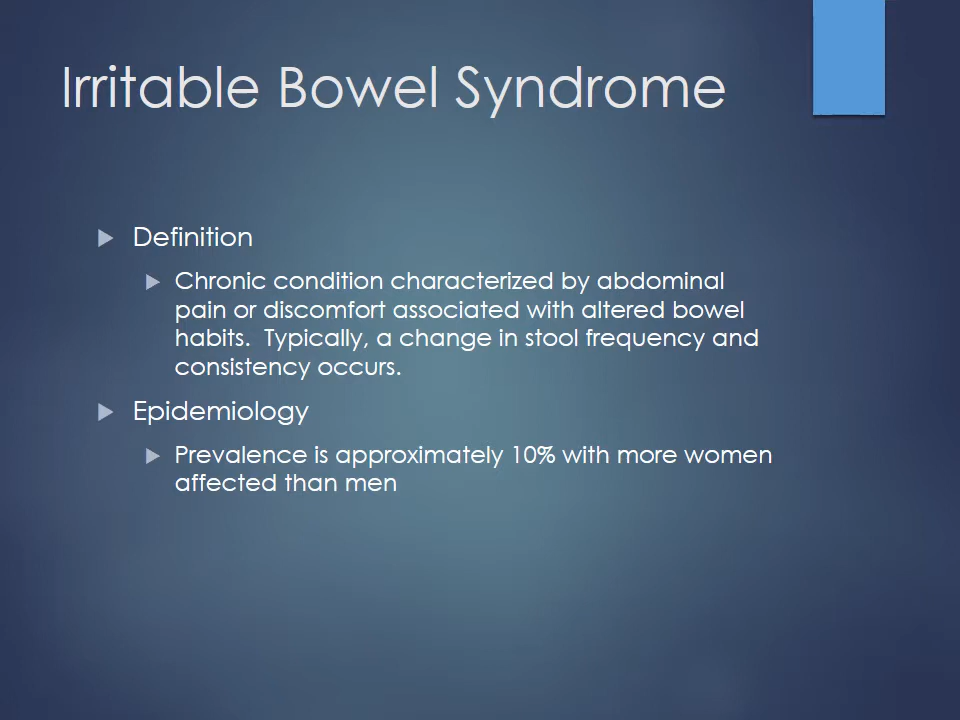 Irritable Bowel Syndrome
Definition
Chronic condition characterized by abdominal
pain or discomfort associated with altered bowel
habits.  Typically, a change in stool frequency and
consistency occurs.
Epidemiology
Prevalence is approximately 10% with more women
affected than men